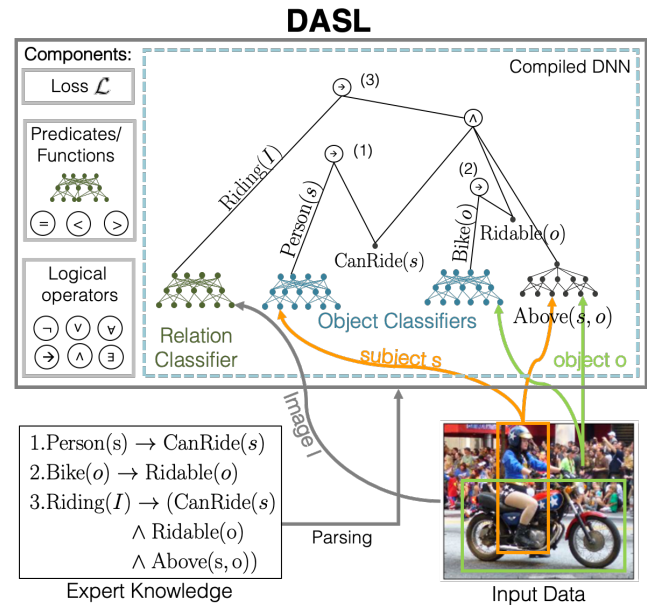 DASL
Components:
Loss ℒ
Predicates/
Functions
= < >
Logical
operators
¬ ∨ ∀
→ ∧ ∃
Compiled DNN
→ (3)
∧
→ (1)
(2)
→
Riding(I)
Person(s)
Bike(o)
CanRide(s)
Ridable(o)
Above(s, o)
Relation
Classifier
Object Classifiers
subject s
object o
Image I
1.Person(s) → CanRide(s)
2.Bike(o) → Ridable(o)
3.Riding(I) → (CanRide(s)
∧ Ridable(o)
∧ Above(s, o))
Parsing
Expert Knowledge
Input Data